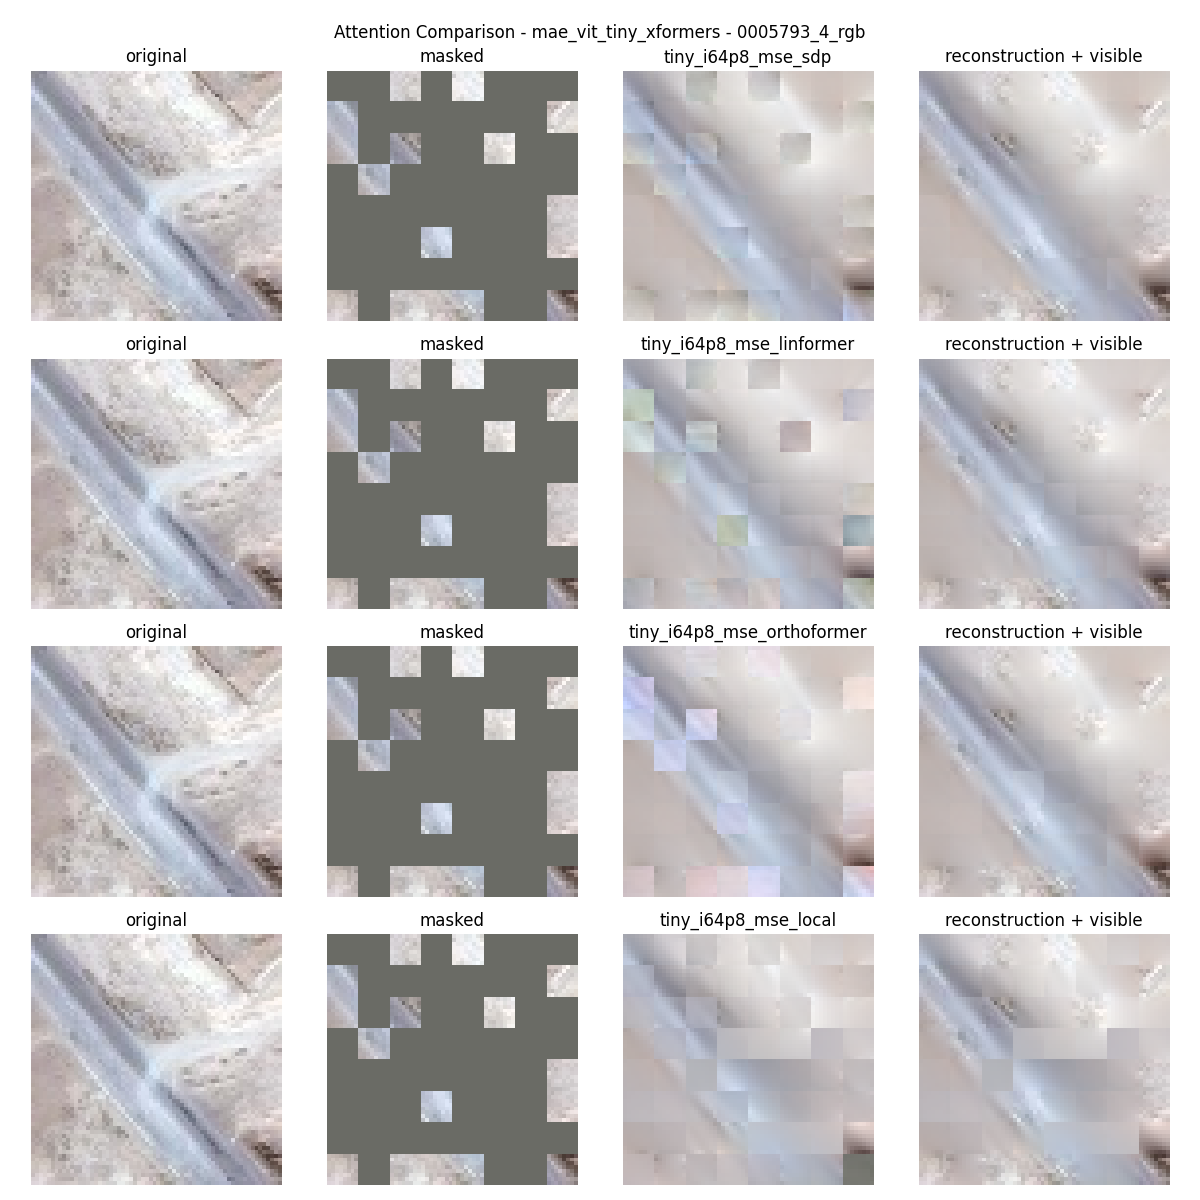 Attention Comparison - mae_vit_tiny_xformers - 0005793_4_rgb
original masked tiny_i64p8_mse_sdp reconstruction + visible
original masked tiny_i64p8_mse_linformer reconstruction + visible
original masked tiny_i64p8_mse_orthoformer reconstruction + visible
original masked tiny_i64p8_mse_local reconstruction + visible